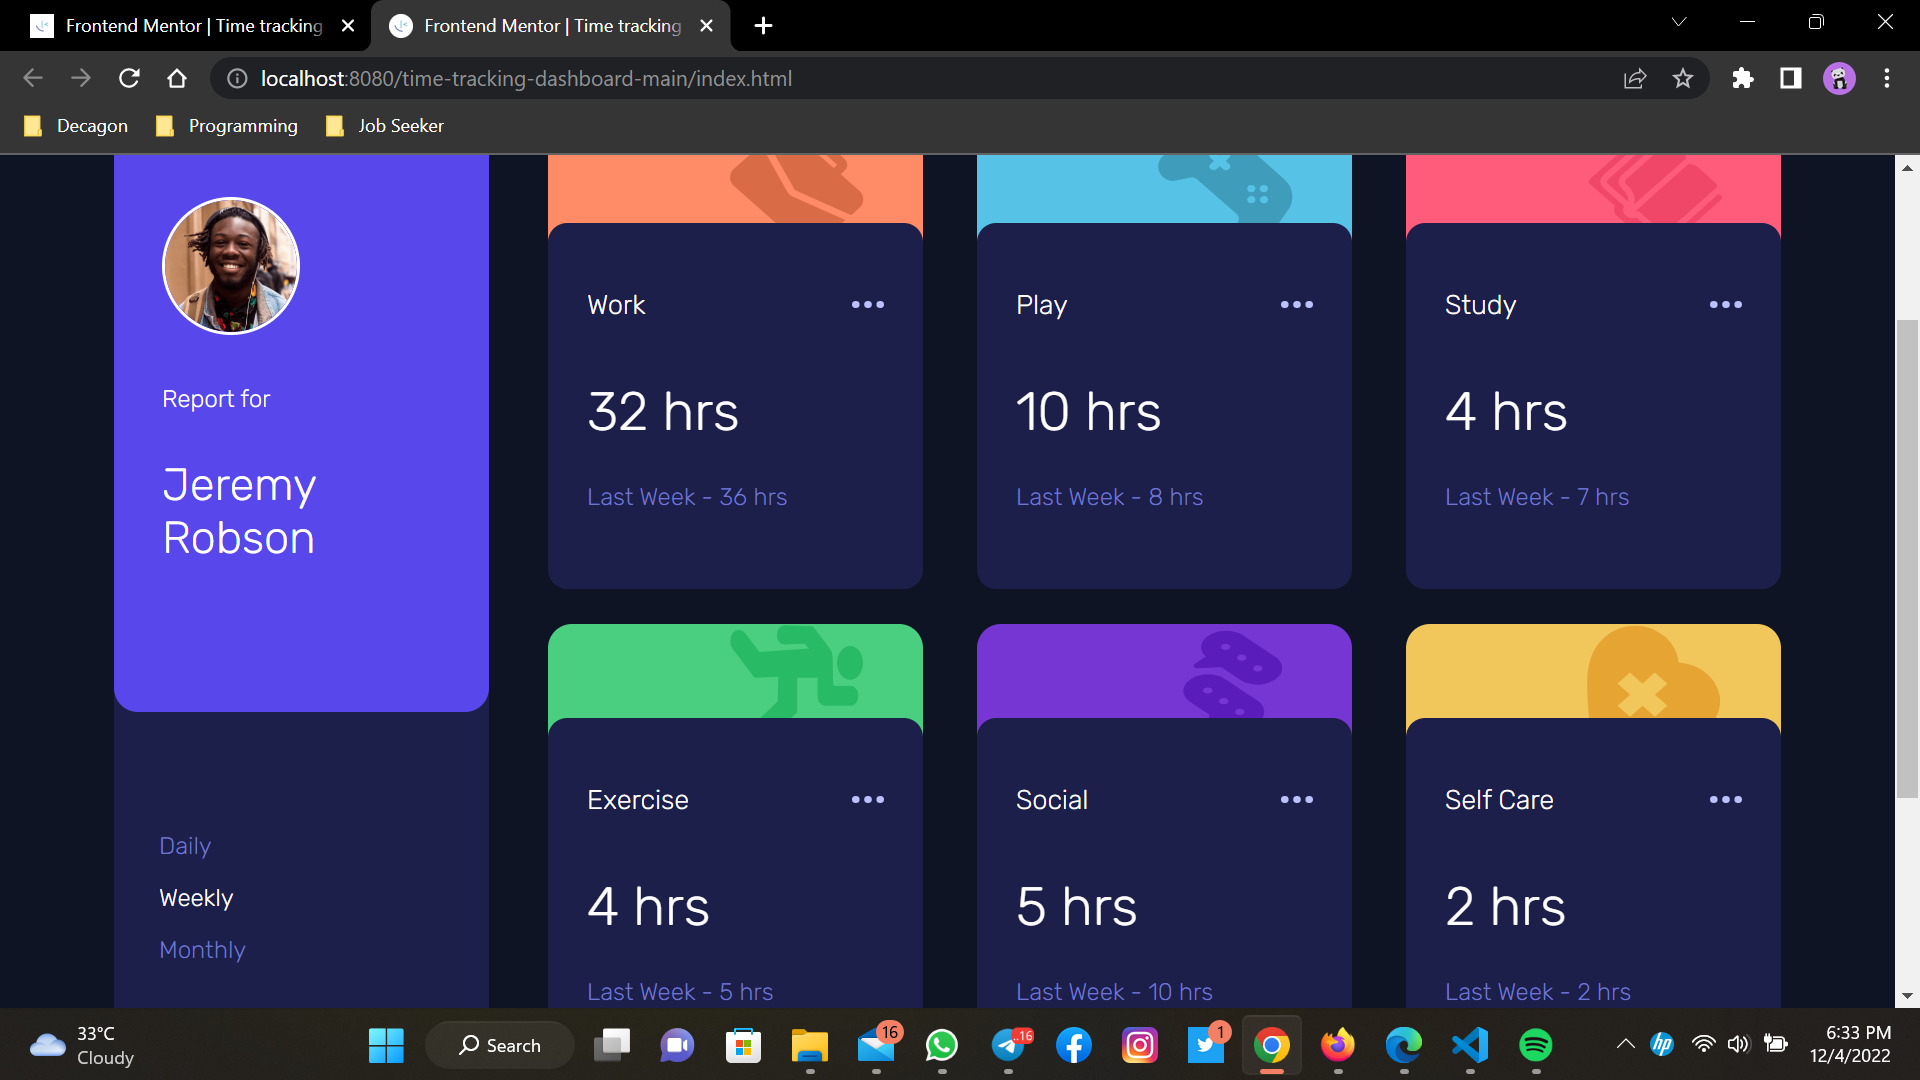 Frontend Mentor | Time tracking
Frontend Mentor | Time tracking
localhost:8080/time-tracking-dashboard-main/index.html
Decagon
Programming
Job Seeker
Report for
Jeremy
Robson
Daily
Weekly
Monthly
Work
32 hrs
Last Week - 36 hrs
Play
10 hrs
Last Week - 8 hrs
Study
4 hrs
Last Week - 7 hrs
Exercise
4 hrs
Last Week - 5 hrs
Social
5 hrs
Last Week - 10 hrs
Self Care
2 hrs
Last Week - 2 hrs
33°C
Cloudy
Search
16
..16
1
hp
6:33 PM
12/4/2022